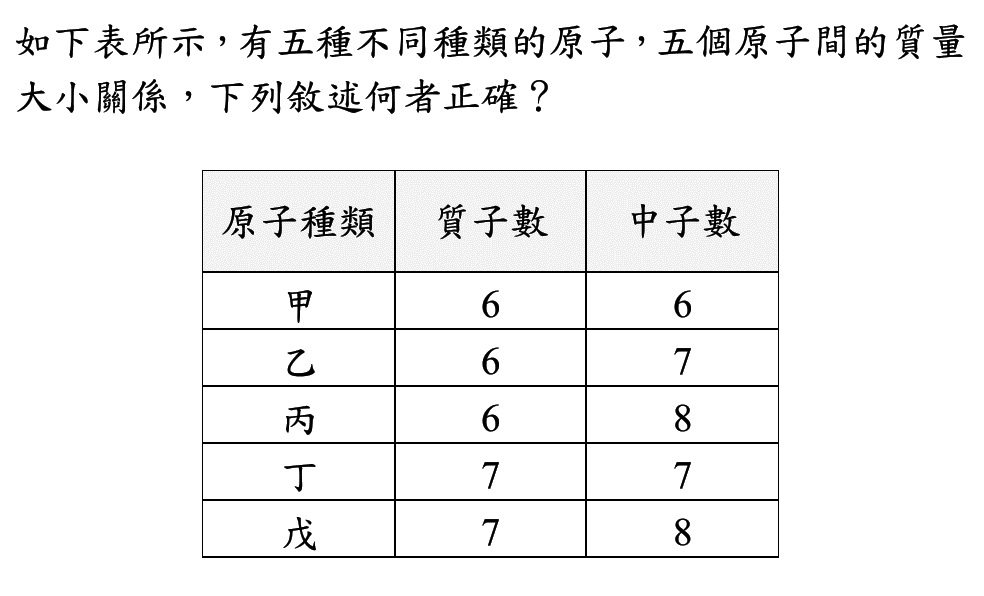 如下表所示，有五種不同種類的原子，五個原子間的質量
大小關係，下列敘述何者正確？
原子種類 質子數 中子數
甲 6 6
乙 6 7
丙 6 8
丁 7 7
戊 7 8